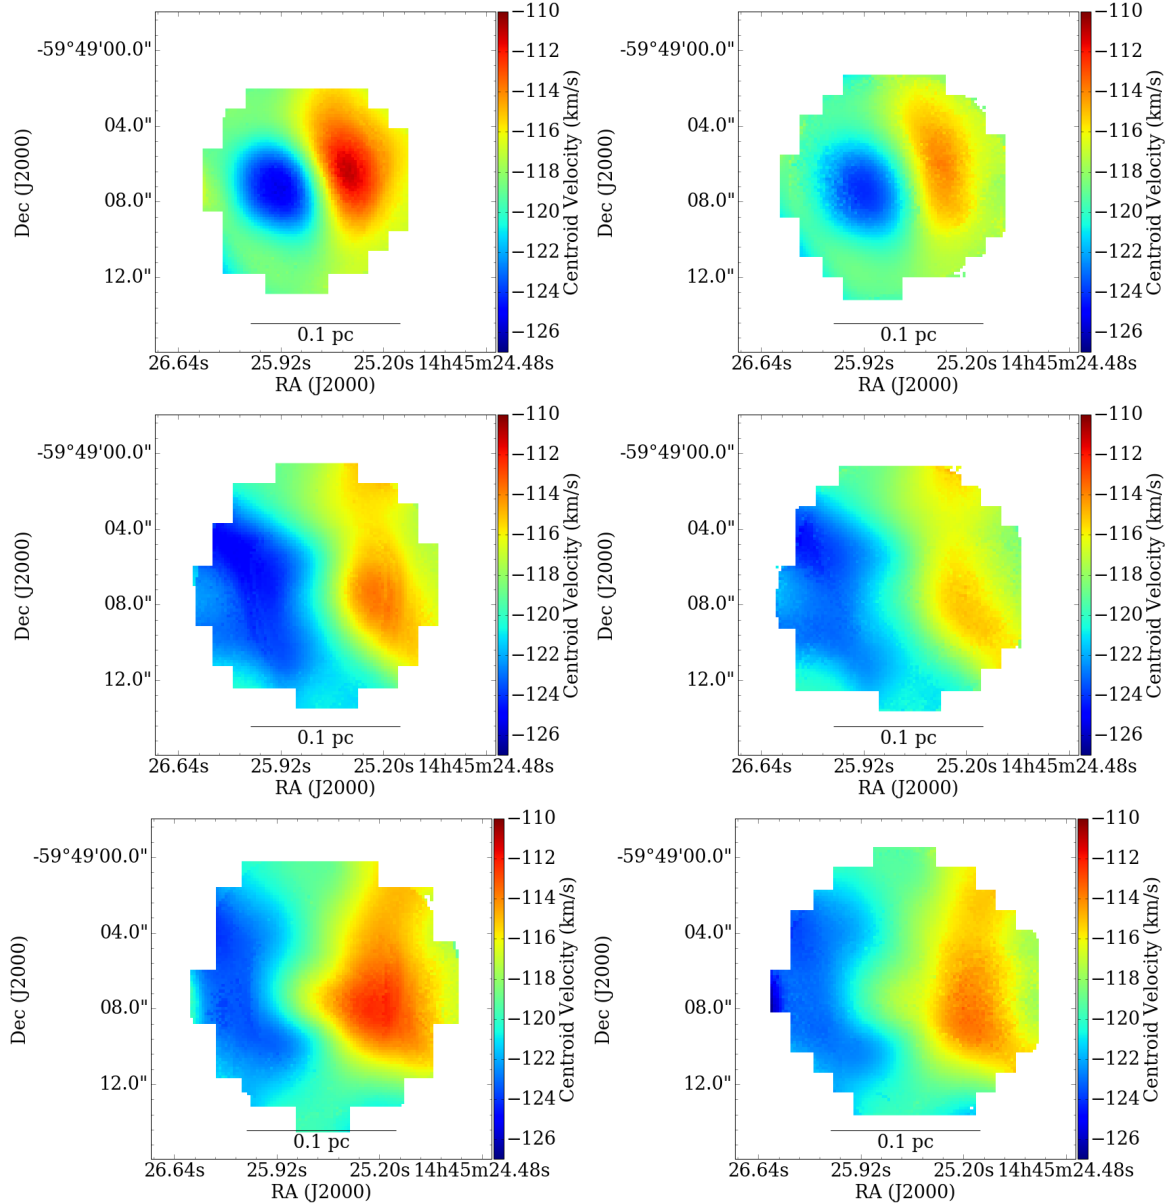 -59°49'00.0"
04.0"
08.0"
12.0"
Dec (J2000)
0.1 pc
26.64s 25.92s 25.20s 14h45m24.48s
RA (J2000)
−110
−112
−114
−116
−118
−120
−122
−124
−126
Centroid Velocity (km/s)
-59°49'00.0"
04.0"
08.0"
12.0"
Dec (J2000)
0.1 pc
26.64s 25.92s 25.20s 14h45m24.48s
RA (J2000)
−110
−112
−114
−116
−118
−120
−122
−124
−126
Centroid Velocity (km/s)
-59°49'00.0"
04.0"
08.0"
12.0"
Dec (J2000)
0.1 pc
26.64s 25.92s 25.20s 14h45m24.48s
RA (J2000)
−110
−112
−114
−116
−118
−120
−122
−124
−126
Centroid Velocity (km/s)
-59°49'00.0"
04.0"
08.0"
12.0"
Dec (J2000)
0.1 pc
26.64s 25.92s 25.20s 14h45m24.48s
RA (J2000)
−110
−112
−114
−116
−118
−120
−122
−124
−126
Centroid Velocity (km/s)
-59°49'00.0"
04.0"
08.0"
12.0"
Dec (J2000)
0.1 pc
26.64s 25.92s 25.20s 14h45m24.48s
RA (J2000)
−110
−112
−114
−116
−118
−120
−122
−124
−126
Centroid Velocity (km/s)
-59°49'00.0"
04.0"
08.0"
12.0"
Dec (J2000)
0.1 pc
26.64s 25.92s 25.20s 14h45m24.48s
RA (J2000)
−110
−112
−114
−116
−118
−120
−122
−124
−126
Centroid Velocity (km/s)